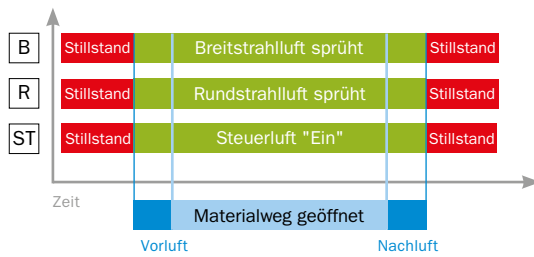 B Stillstand Breitstrahlluft sprüht Stillstand
R Stillstand Rundstrahlluft sprüht Stillstand
ST Stillstand Steuerluft "Ein" Stillstand
Zeit
Materialweg geöffnet
Vorluft Nachluft